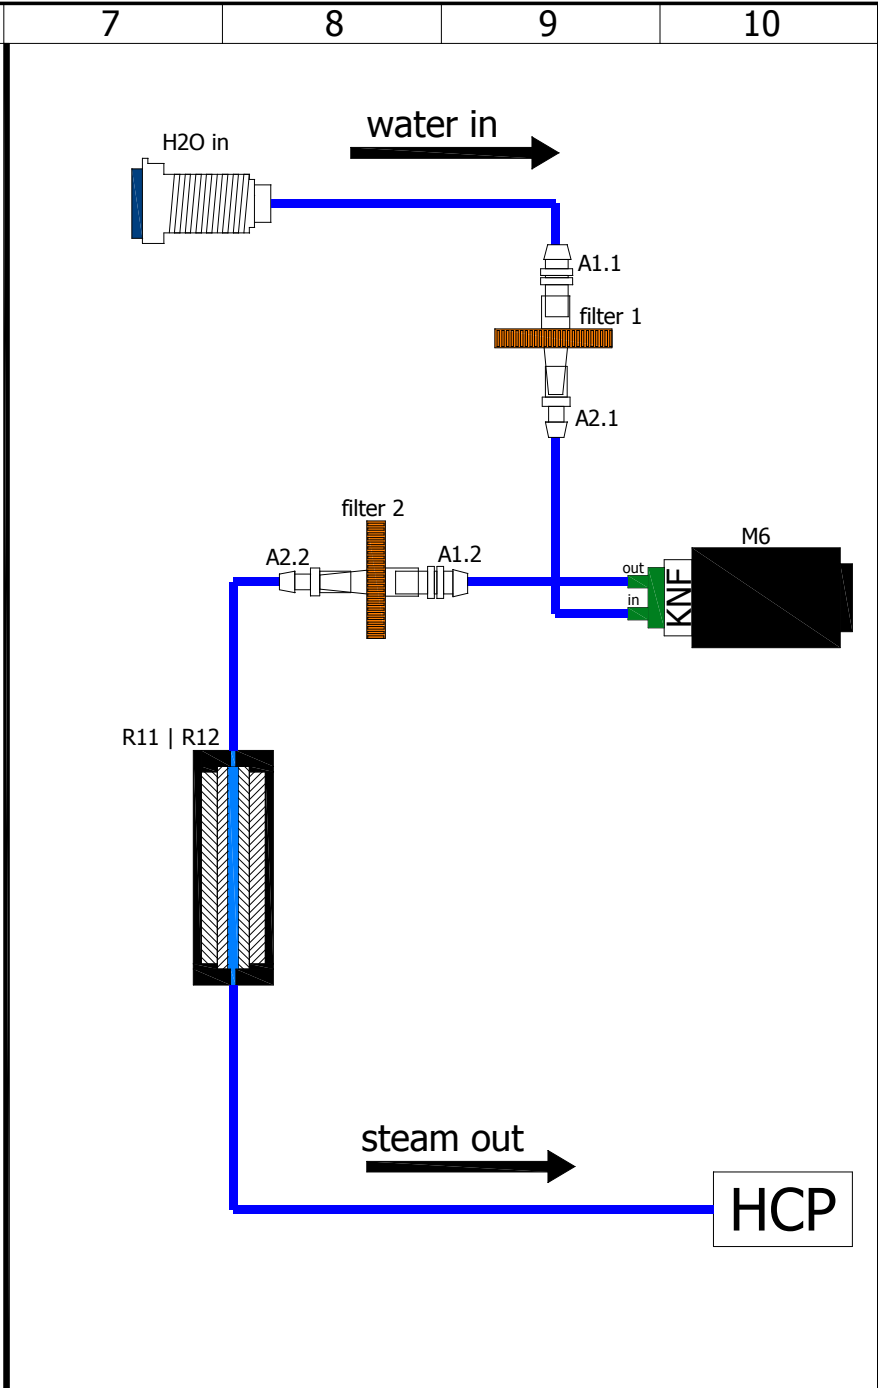 7 8 9 10
water in
H2O in
A1.1
filter 1
A2.1
filter 2
M6
A2.2
A1.2
out
in
KNF
R11 | R12
steam out
HCP